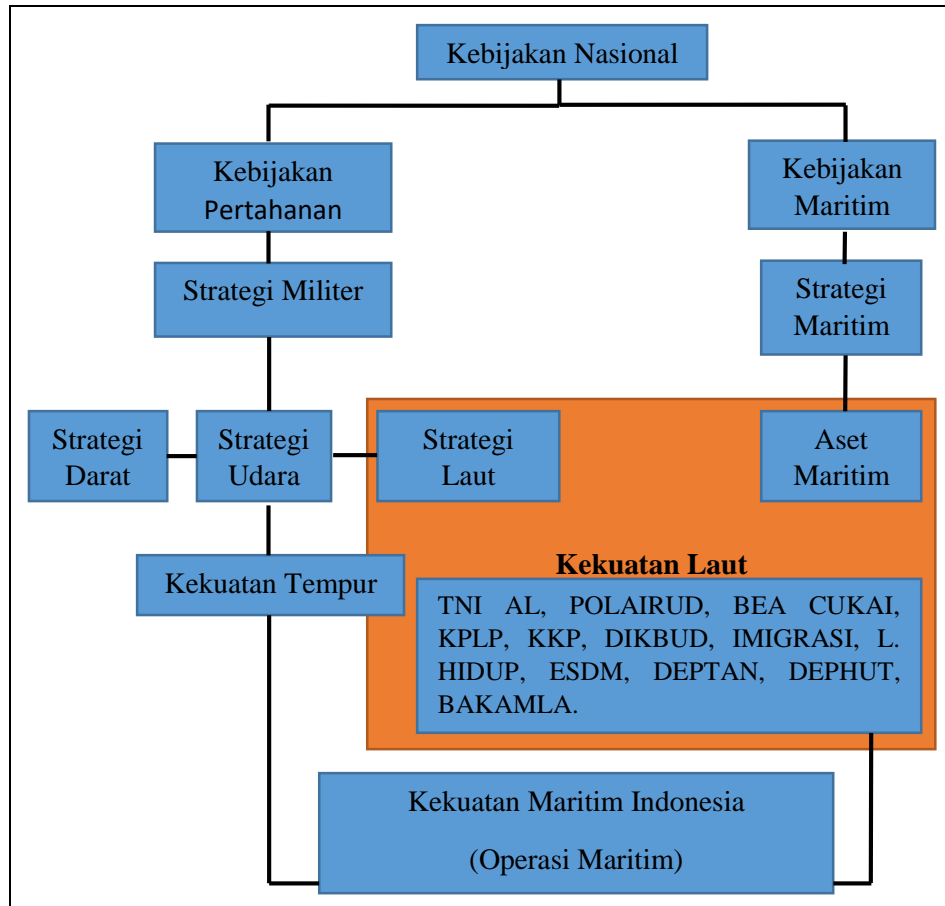 Kebijakan Nasional
Kebijakan
Pertahanan
Kebijakan
Maritim
Strategi Militer
Strategi
Maritim
Strategi
Darat
Strategi
Udara
Strategi
Laut
Aset
Maritim
Kekuatan Tempur
Kekuatan Laut
TNI AL, POLAIRUD, BEA CUKAI,
KPLP, KKP, DIKBUD, IMIGRASI, L.
HIDUP, ESDM, DEPTAN, DEPHUT,
BAKAMLA.
Kekuatan Maritim Indonesia
(Operasi Maritim)